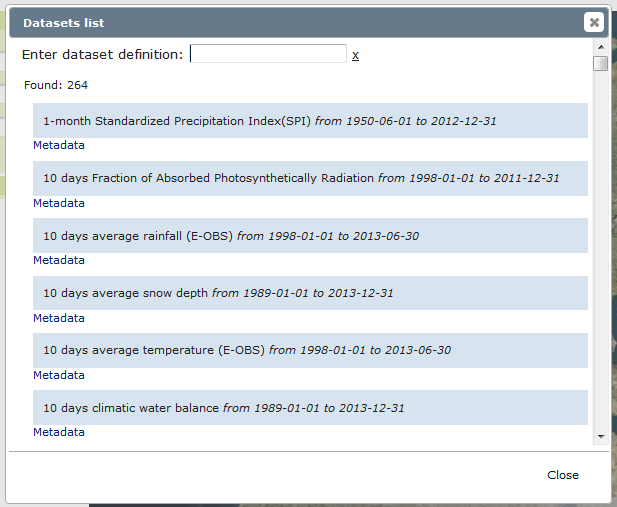 Datasets list
Enter dataset definition: x
Found: 264
1-month Standardized Precipitation Index(SPI) from 1950-06-01 to 2012-12-31
Metadata
10 days Fraction of Absorbed Photosynthetically Radiation from 1998-01-01 to 2011-12-31
Metadata
10 days average rainfall (E-OBS) from 1998-01-01 to 2013-06-30
Metadata
10 days average snow depth from 1989-01-01 to 2013-12-31
Metadata
10 days average temperature (E-OBS) from 1998-01-01 to 2013-06-30
Metadata
10 days climatic water balance from 1989-01-01 to 2013-12-31
Metadata
Close